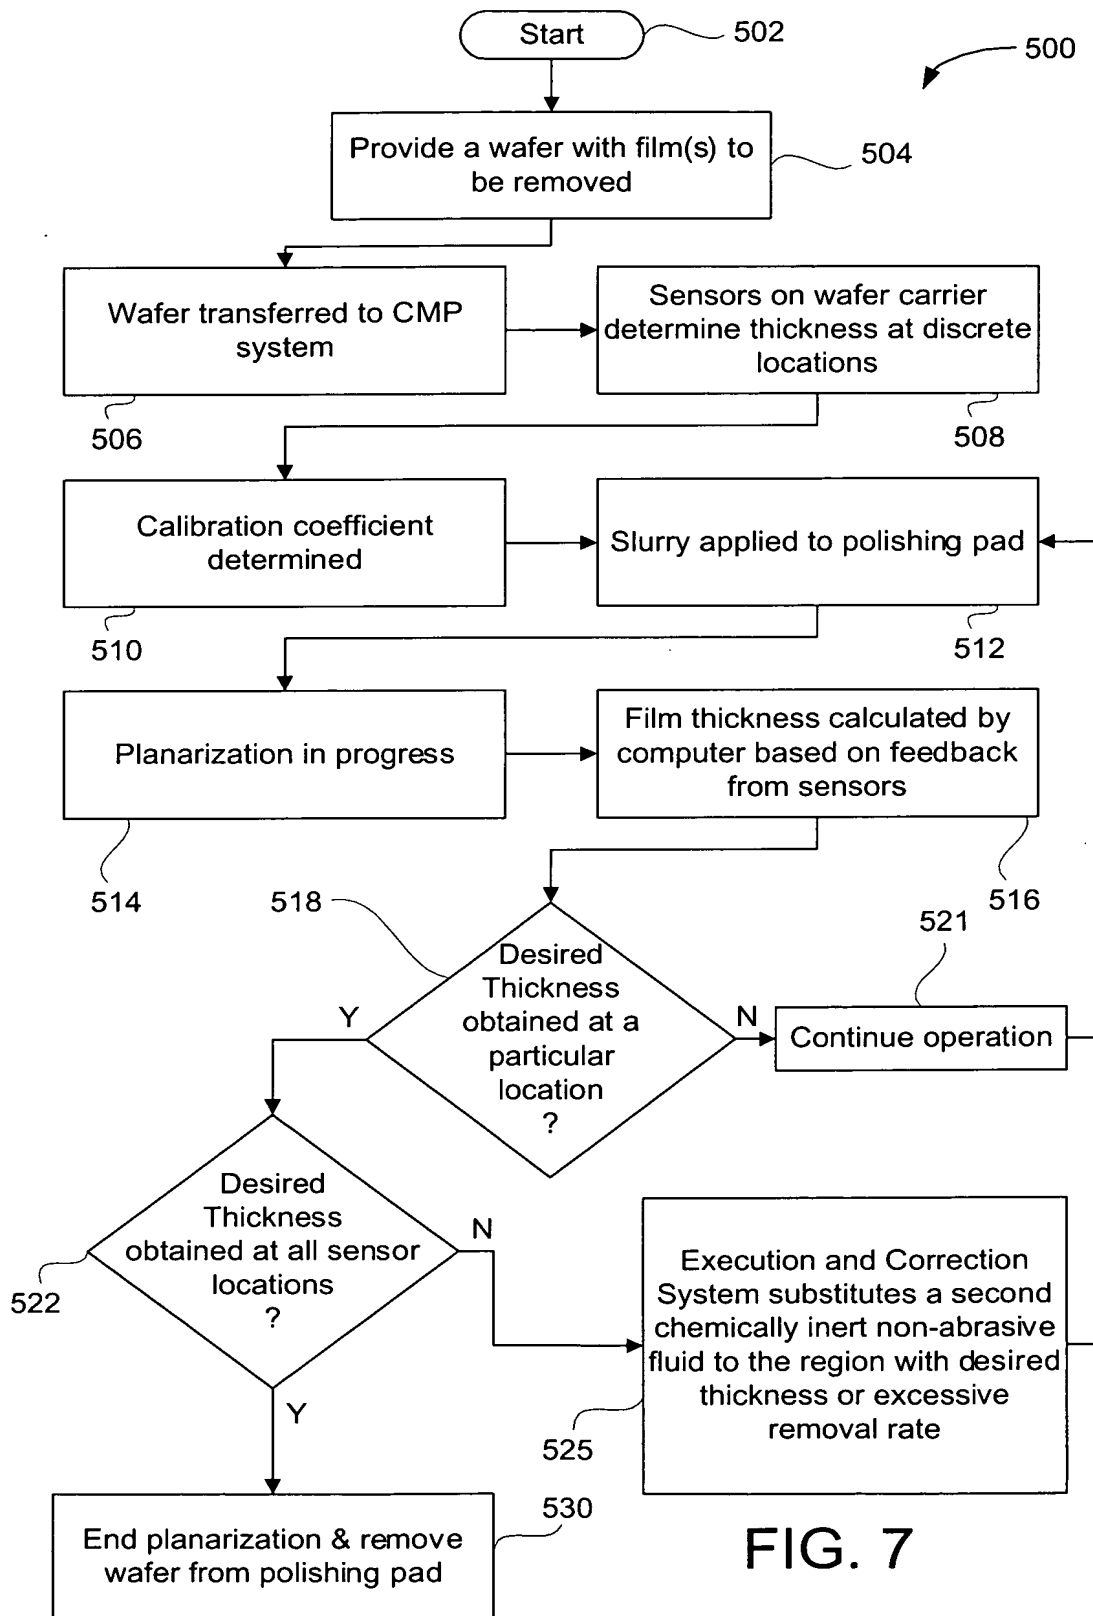 Start
502
500
Provide a wafer with film(s) to
be removed
504
Wafer transferred to CMP
system
506
Sensors on wafer carrier
determine thickness at discrete
locations
508
Calibration coefficient
determined
510
Slurry applied to polishing pad
512
Planarization in progress
514
Film thickness calculated by
computer based on feedback
from sensors
516
518
Desired
Thickness
obtained at a
particular
location
?
Y
N
521
Continue operation
Desired
Thickness
obtained at all sensor
locations
?
522
N
Y
Execution and Correction
System substitutes a second
chemically inert non-abrasive
fluid to the region with desired
thickness or excessive
removal rate
525
End planarization & remove
wafer from polishing pad
530
FIG. 7